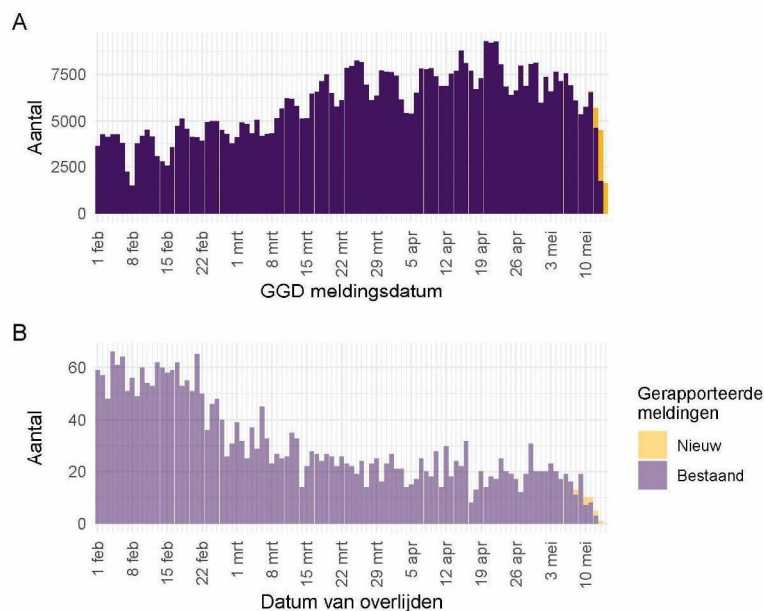 A
Aantal
7500
5000
2500
0
1 feb
8 feb
15 feb
22 feb
1 mrt
8 mrt
15 mrt
22 mrt
29 mrt
5 apr
12 apr
19 apr
26 apr
3 mei
10 mei
GGD meldingsdatum
B
Aantal
60
40
20
0
1 feb
8 feb
15 feb
22 feb
1 mrt
8 mrt
15 mrt
22 mrt
29 mrt
5 apr
12 apr
19 apr
26 apr
3 mei
10 mei
Datum van overlijden
Gerapporteerde
meldingen
Nieuw
Bestaand